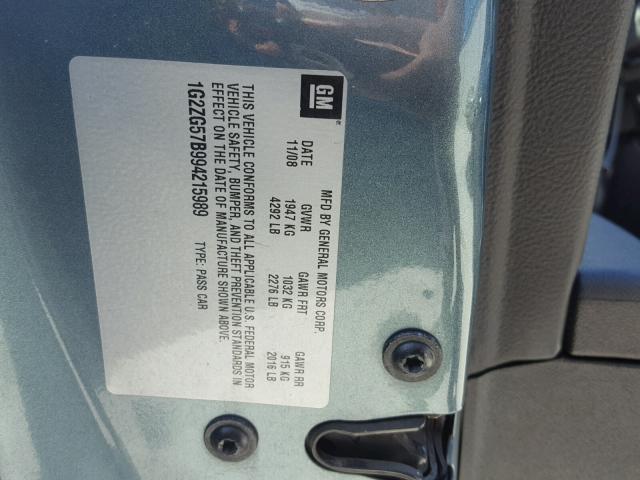 GM
MFD BY GENERAL MOTORS CORP.
DATE GVWR GAWR FRT GAWR RR
11/08 1947 KG 1032 KG 915 KG
4292 LB 2276 LB 2016 LB
THIS VEHICLE CONFORMS TO ALL APPLICABLE U.S. FEDERAL MOTOR
VEHICLE SAFETY, BUMPER, AND THEFT PREVENTION STANDARDS IN
EFFECT ON THE DATE OF MANUFACTURE SHOWN ABOVE.
1G2ZG57B994215989 TYPE: PASS CAR